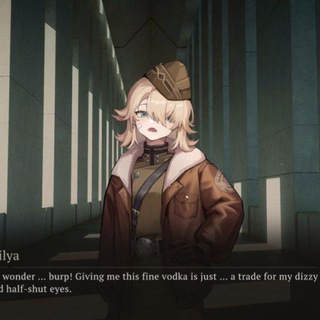 ilya
wonder ... burp! Giving me this fine vodka is just ... a trade for my dizzy
d half-shut eyes.